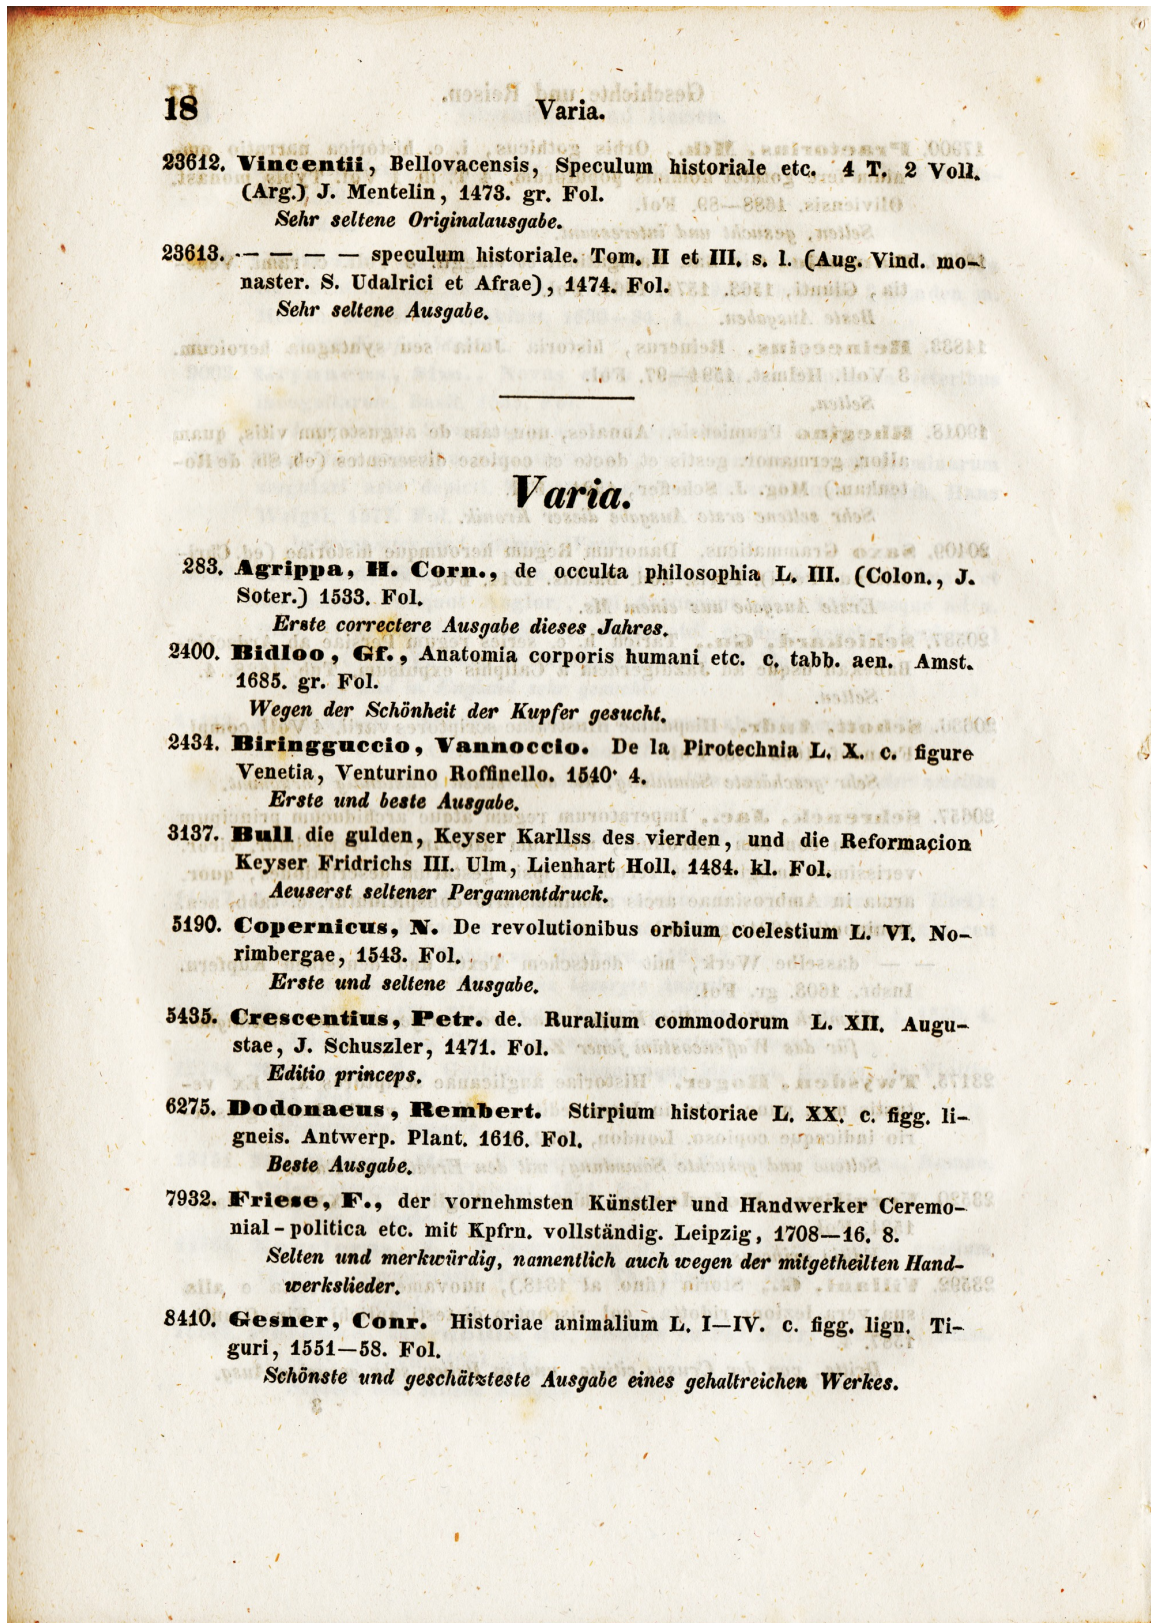 18
Varia.
23612. Vincentii, Bellovacensis, Speculum historiale etc. 4 T. 2 Voll.
(Arg.) J. Mentelin, 1473. gr. Fol.
Sehr seltene Originalausgabe.
23613. — — — — speculum historiale. Tom. II et III. s. l. (Aug. Vind. mo-
naster. S. Udalrici et Afrae), 1474. Fol.
Sehr seltene Ausgabe.
Varia.
283. Agrippa, H. Corn., de occulta philosophia L. III. (Colon., J.
Soter.) 1533. Fol.
Erste correctere Ausgabe dieses Jahres.
2400. Bidloo, Gf., Anatomia corporis humani etc. c. tabb. aen. Amst.
1685. gr. Fol.
Wegen der Schönheit der Kupfer gesucht.
2434. Biringguccio, Vannoccio. De la Pirotechnia L. X. c. figure
Venetia, Venturino Roffinello. 1540· 4.
Erste und beste Ausgabe.
3137. Bull die gulden, Keyser Karllss des vierden, und die Reformaçion
Keyser Fridrichs III. Ulm, Lienhart Holl. 1484. kl. Fol.
Aeuserst seltener Pergamentdruck.
5190. Copernicus, N. De revolutionibus orbium coelestium L. VI. No-
rimbergae, 1543. Fol.
Erste und seltene Ausgabe.
5435. Crescentius, Petr. de. Ruralium commodorum L. XII. Augu-
stae, J. Schuszler, 1471. Fol.
Editio princeps.
6275. Dodonaeus, Rembert. Stirpium historiae L. XX. c. figg. li-
gneis. Antwerp. Plant. 1616. Fol.
Beste Ausgabe.
7932. Friese, F., der vornehmsten Künstler und Handwerker Ceremo-
nial-politica etc. mit Kpfrn. vollständig. Leipzig, 1708—16. 8.
Selten und merkwürdig, namentlich auch wegen der mitgetheilten Hand-
werkslieder.
8410. Gesner, Conr. Historiae animalium L. I—IV. c. figg. lign. Ti-
guri, 1551—58. Fol.
Schönste und geschätzteste Ausgabe eines gehaltreichen Werkes.